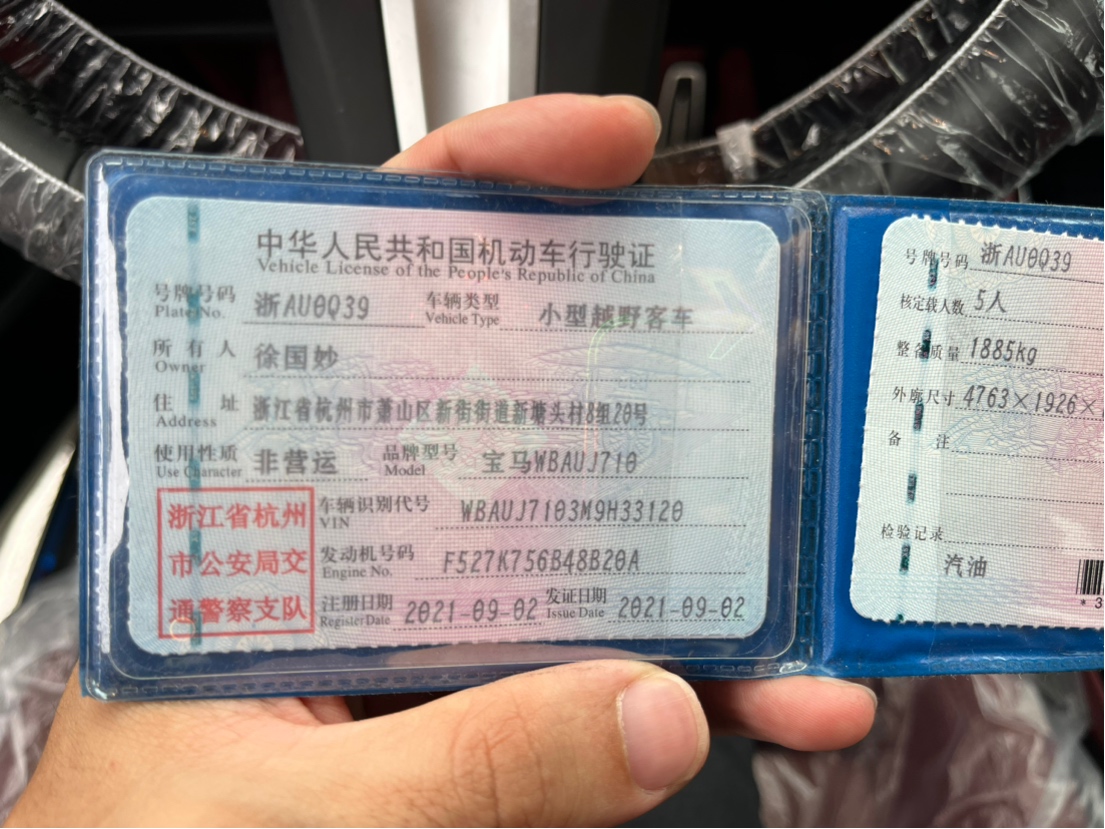 中华人民共和国机动车行驶证
Vehicle License of the People's Republic of China
号牌号码 浙AU0Q39 车辆类型 小型越野客车
Plate No. Vehicle Type
所有人 徐国妙
Owner
住址 浙江省杭州市萧山区新街街道新塘头村8组20号
Address
使用性质 非营运 品牌型号 宝马WBAUJ710
Use Character Model
浙江省杭州
市公安局交
通警察支队
车辆识别代号 WBAUJ7103M9H33120
VIN
发动机号码 F527K756B48B20A
Engine No.
注册日期 2021-09-02 发证日期 2021-09-02
Register Date Issue Date
号牌号码 浙AU0Q39
核定载人数 5人
整备质量 1885kg
外廓尺寸 4763×1926×
备注
检验记录
汽油
* 3